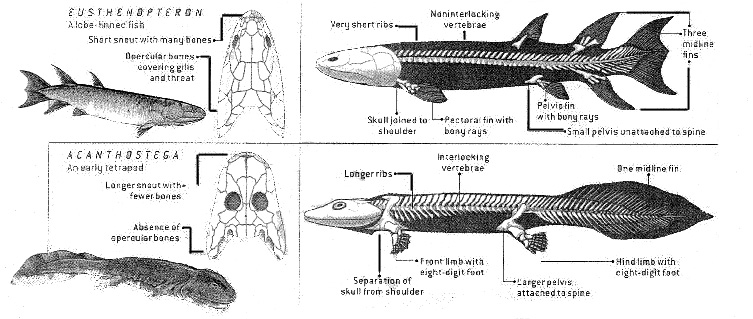 EUSTHENOPTERON
A lobe-finned fish
Short snout with many bones
Opercular bones
covering gills
and throat
Very short ribs
Noninterlocking
vertebrae
Three
midline
fins
Skull joined to
shoulder
Pectoral fin with
bony rays
Pelvic fin
with bony rays
Small pelvis unattached to spine
ACANTHOSTEGA
An early tetrapod
Longer snout with
fewer bones
Absence of
opercular bones
Longer ribs
Interlocking
vertebrae
One midline fin
Separation of
skull from shoulder
Front limb with
eight-digit foot
Larger pelvis
attached to spine
Hind limb with
eight-digit foot